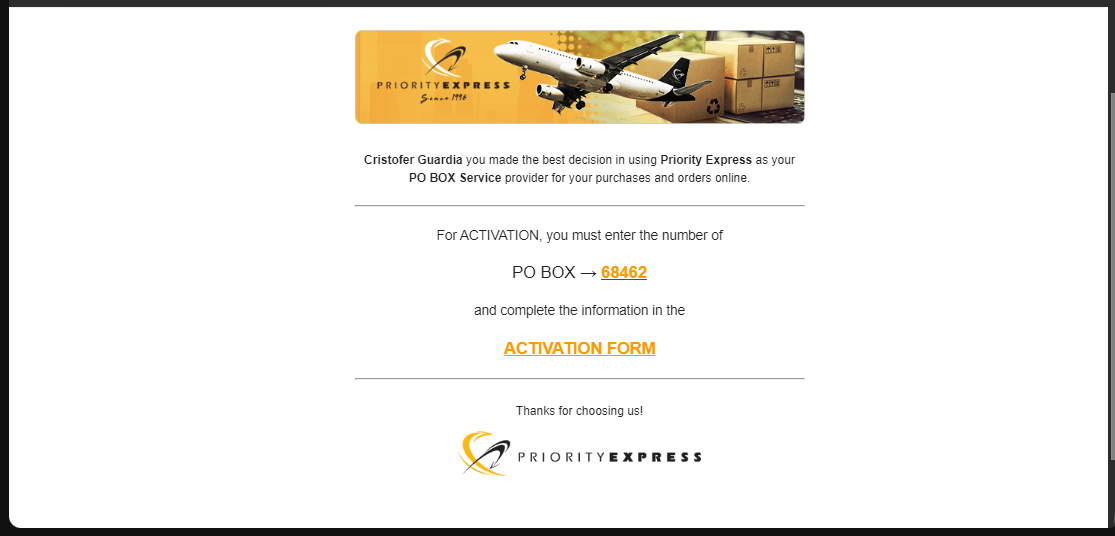 PRIORITYEXPRESS
Since 1996
Cristofer Guardia you made the best decision in using Priority Express as your
PO BOX Service provider for your purchases and orders online.
For ACTIVATION, you must enter the number of
PO BOX → 68462
and complete the information in the
ACTIVATION FORM
Thanks for choosing us!
PRIORITYEXPRESS